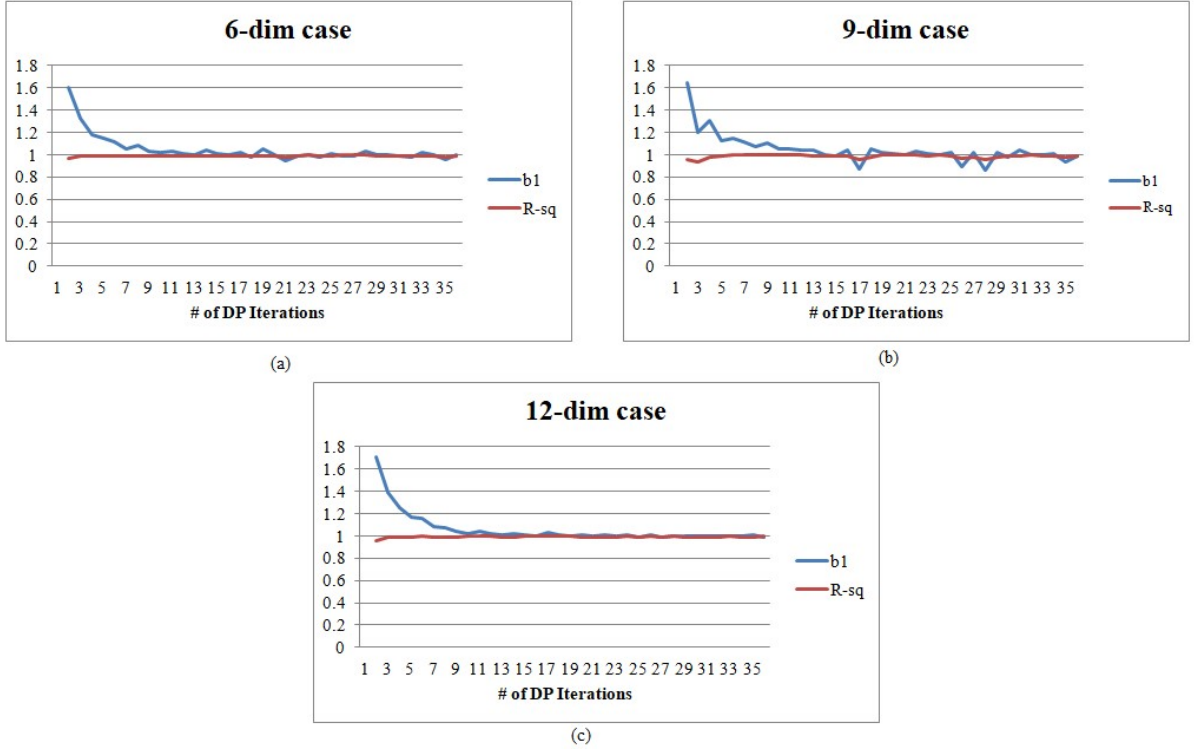 6-dim case
1.8
1.6
1.4
1.2
1
0.8
0.6
0.4
0.2
0
1 3 5 7 9 11 13 15 17 19 21 23 25 27 29 31 33 35
# of DP Iterations
b1
R-sq
(a)
9-dim case
1.8
1.6
1.4
1.2
1
0.8
0.6
0.4
0.2
0
1 3 5 7 9 11 13 15 17 19 21 23 25 27 29 31 33 35
# of DP Iterations
b1
R-sq
(b)
12-dim case
1.8
1.6
1.4
1.2
1
0.8
0.6
0.4
0.2
0
1 3 5 7 9 11 13 15 17 19 21 23 25 27 29 31 33 35
# of DP Iterations
b1
R-sq
(c)